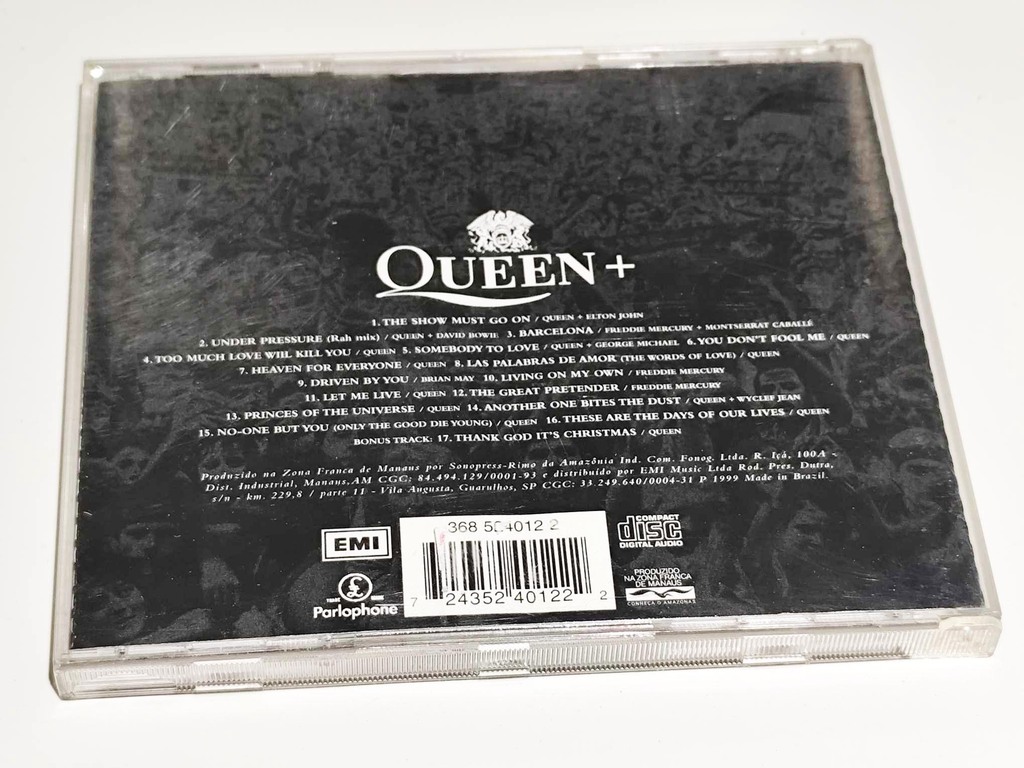 QUEEN+
1. THE SHOW MUST GO ON / QUEEN + ELTON JOHN
2. UNDER PRESSURE (Rah mix) / QUEEN + DAVID BOWIE 3. BARCELONA / FREDDIE MERCURY + MONTSERRAT CABALLÉ
4. TOO MUCH LOVE WIIL KILL YOU / QUEEN 5. SOMEBODY TO LOVE / QUEEN + GEORGE MICHAEL 6. YOU DON'T FOOL ME / QUEEN
7. HEAVEN FOR EVERYONE / QUEEN 8. LAS PALABRAS DE AMOR (THE WORDS OF LOVE) / QUEEN
9. DRIVEN BY YOU / BRIAN MAY 10. LIVING ON MY OWN / FREDDIE MERCURY
11. LET ME LIVE / QUEEN 12. THE GREAT PRETENDER / FREDDIE MERCURY
13. PRINCES OF THE UNIVERSE / QUEEN 14. ANOTHER ONE BITES THE DUST / QUEEN + WYCLEF JEAN
15. NO-ONE BUT YOU (ONLY THE GOOD DIE YOUNG) / QUEEN 16. THESE ARE THE DAYS OF OUR LIVES / QUEEN
BONUS TRACK: 17. THANK GOD IT'S CHRISTMAS / QUEEN
Produzido na Zona Franca de Manaus por Sonopress-Rimo da Amazônia Ind. Com. Fonog. Ltda. R. Içá, 100A -
Dist. Industrial, Manaus, AM CGC: 84.494.129/0001-93 e distribuído por EMI Music Ltda Rod. Pres. Dutra,
s/n - km. 229,8 / parte 11 - Vila Augusta, Guarulhos, SP CGC: 33.249.640/0004-31 P 1999 Made in Brazil.
EMI
TRADE MARK
Parlophone
368 524012 2
7 24352 40122 2
COMPACT
disc
DIGITAL AUDIO
PRODUZIDO
NA ZONA FRANCA
DE MANAUS
CONHEÇA O AMAZONAS